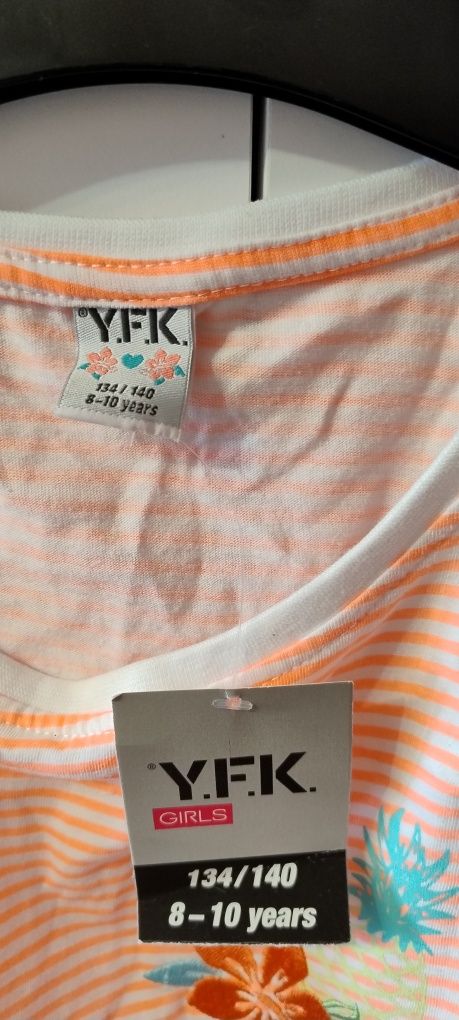 ®Y.F.K.
134 / 140
8-10 years
®Y.F.K.
GIRLS
134/140
8-10 years